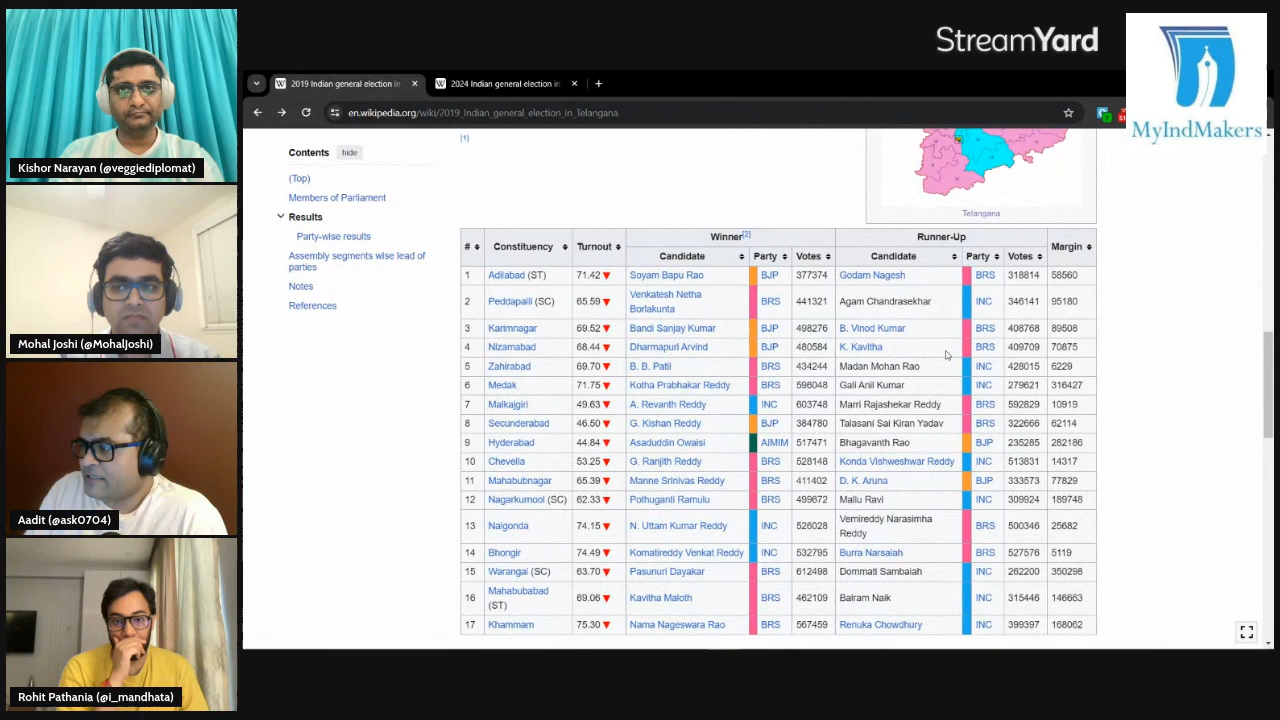 StreamYard
MyIndMakers
Kishor Narayan (@veggiediplomat)
Mohal Joshi (@MohalJoshi)
Aadit (@ask0704)
Rohit Pathania (@i_mandhata)
2019 Indian general election in
2024 Indian general election in
en.wikipedia.org/wiki/2019_Indian_general_election_in_Telangana
Contents hide
(Top)
Members of Parliament
Results
Party-wise results
Assembly segments wise lead of
parties
Notes
References
[1]
Telangana
# Constituency Turnout Winner[2] Runner-Up Margin
Candidate Party Votes Candidate Party Votes
1 Adilabad (ST) 71.42 Soyam Bapu Rao BJP 377374 Godam Nagesh BRS 318814 58560
2 Peddapalli (SC) 65.59 Venkatesh Netha Borlakunta BRS 441321 Agam Chandrasekhar INC 346141 95180
3 Karimnagar 69.52 Bandi Sanjay Kumar BJP 498276 B. Vinod Kumar BRS 408768 89508
4 Nizamabad 68.44 Dharmapuri Arvind BJP 480584 K. Kavitha BRS 409709 70875
5 Zahirabad 69.70 B. B. Patil BRS 434244 Madan Mohan Rao INC 428015 6229
6 Medak 71.75 Kotha Prabhakar Reddy BRS 596048 Gali Anil Kumar INC 279621 316427
7 Malkajgiri 49.63 A. Revanth Reddy INC 603748 Marri Rajashekar Reddy BRS 592829 10919
8 Secunderabad 46.50 G. Kishan Reddy BJP 384780 Talasani Sai Kiran Yadav BRS 322666 62114
9 Hyderabad 44.84 Asaduddin Owaisi AIMIM 517471 Bhagavanth Rao BJP 235285 282186
10 Chevella 53.25 G. Ranjith Reddy BRS 528148 Konda Vishweshwar Reddy INC 513831 14317
11 Mahabubnagar 65.39 Manne Srinivas Reddy BRS 411402 D. K. Aruna BJP 333573 77829
12 Nagarkurnool (SC) 62.33 Pothuganti Ramulu BRS 499672 Mallu Ravi INC 309924 189748
13 Nalgonda 74.15 N. Uttam Kumar Reddy INC 526028 Vemireddy Narasimha Reddy BRS 500346 25682
14 Bhongir 74.49 Komatireddy Venkat Reddy INC 532795 Burra Narsaiah BRS 527576 5119
15 Warangal (SC) 63.70 Pasunuri Dayakar BRS 612498 Dommati Sambaiah INC 262200 350298
16 Mahabubabad (ST) 69.06 Kavitha Maloth BRS 462109 Balram Naik INC 315446 146663
17 Khammam 75.30 Nama Nageswara Rao BRS 567459 Renuka Chowdhury INC 399397 168062